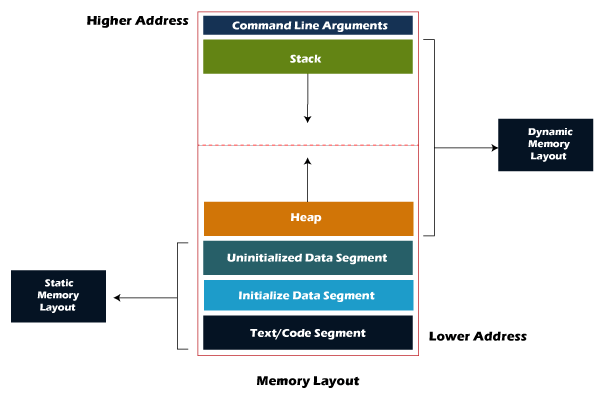 Higher Address
Command Line Arguments
Stack
Dynamic
Memory
Layout
Heap
Uninitialized Data Segment
Static
Memory
Layout
Initialize Data Segment
Text/Code Segment
Lower Address
Memory Layout